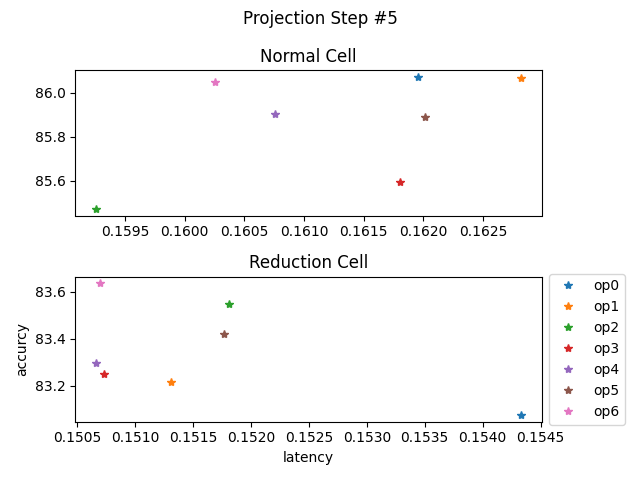 Projection Step #5
Normal Cell
86.0
85.8
85.6
0.1595 0.1600 0.1605 0.1610 0.1615 0.1620 0.1625
Reduction Cell
83.6
83.4
83.2
accurcy
0.1505 0.1510 0.1515 0.1520 0.1525 0.1530 0.1535 0.1540 0.1545
latency
op0
op1
op2
op3
op4
op5
op6